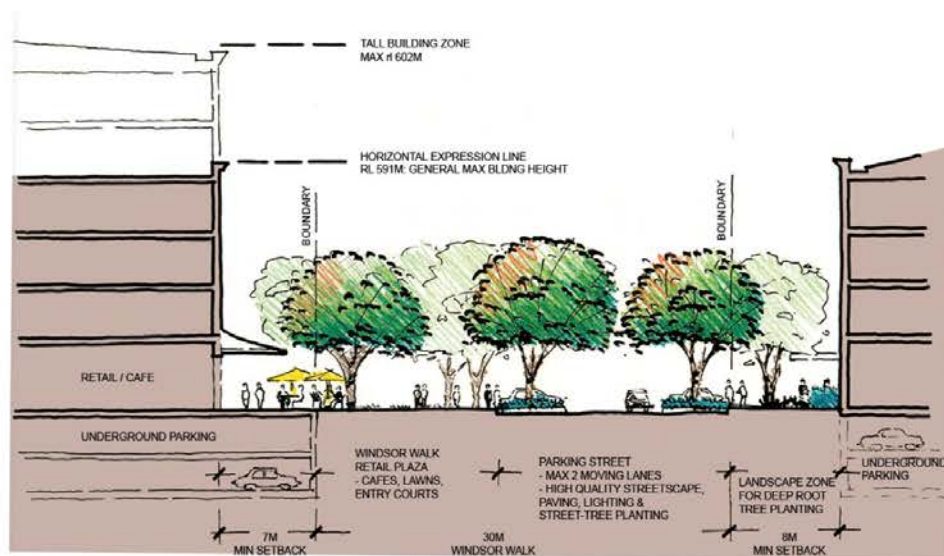 TALL BUILDING ZONE
MAX rl 602M
HORIZONTAL EXPRESSION LINE
RL 591M: GENERAL MAX BLDNG HEIGHT
BOUNDARY
BOUNDARY
RETAIL / CAFE
UNDERGROUND PARKING
WINDSOR WALK
RETAIL PLAZA
- CAFES, LAWNS,
ENTRY COURTS
PARKING STREET
- MAX 2 MOVING LANES
- HIGH QUALITY STREETSCAPE,
PAVING, LIGHTING &
STREET-TREE PLANTING
LANDSCAPE ZONE
FOR DEEP ROOT
TREE PLANTING
UNDERGROUND
PARKING
7M
MIN SETBACK
30M
WINDSOR WALK
8M
MIN SETBACK